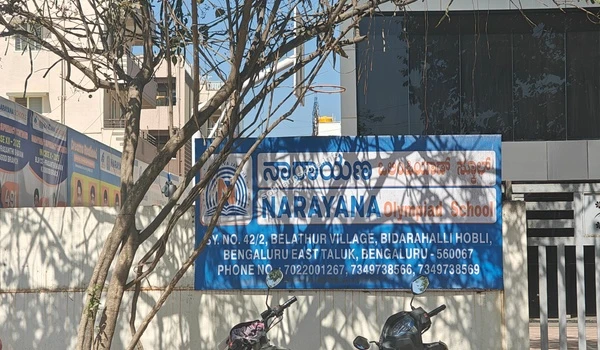 ನಾರಾಯಣ ಒಲಂಪಿಯಾಡ್ ಸ್ಕೂಲ್
NARAYANA Olympiad School
SY. NO. 42/2, BELATHUR VILLAGE, BIDARAHALLI HOBLI,
BENGALURU EAST TALUK, BENGALURU - 560067
PHONE NO : 7022001267, 7349738566, 7349738569